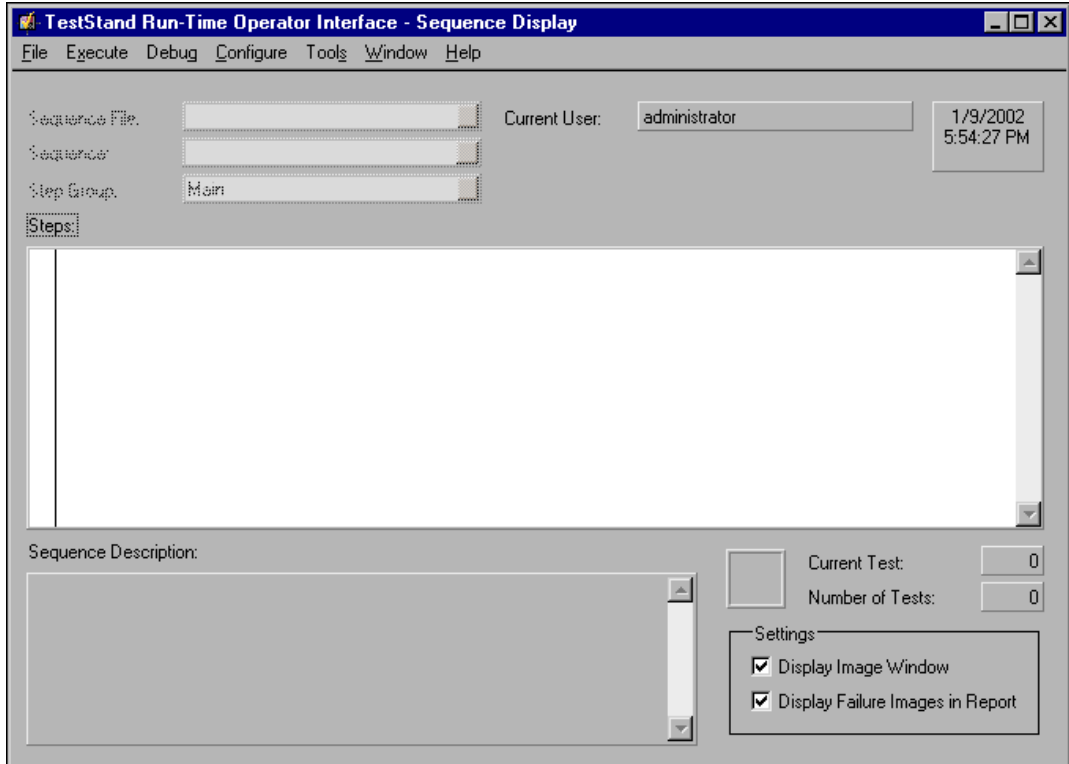 TestStand Run-Time Operator Interface - Sequence Display
File Execute Debug Configure Tools Window Help
Sequence File:
Current User: administrator
1/9/2002
5:54:27 PM
Sequence:
Step Group: Main
Steps:
Sequence Description:
Current Test: 0
Number of Tests: 0
Settings
Display Image Window
Display Failure Images in Report